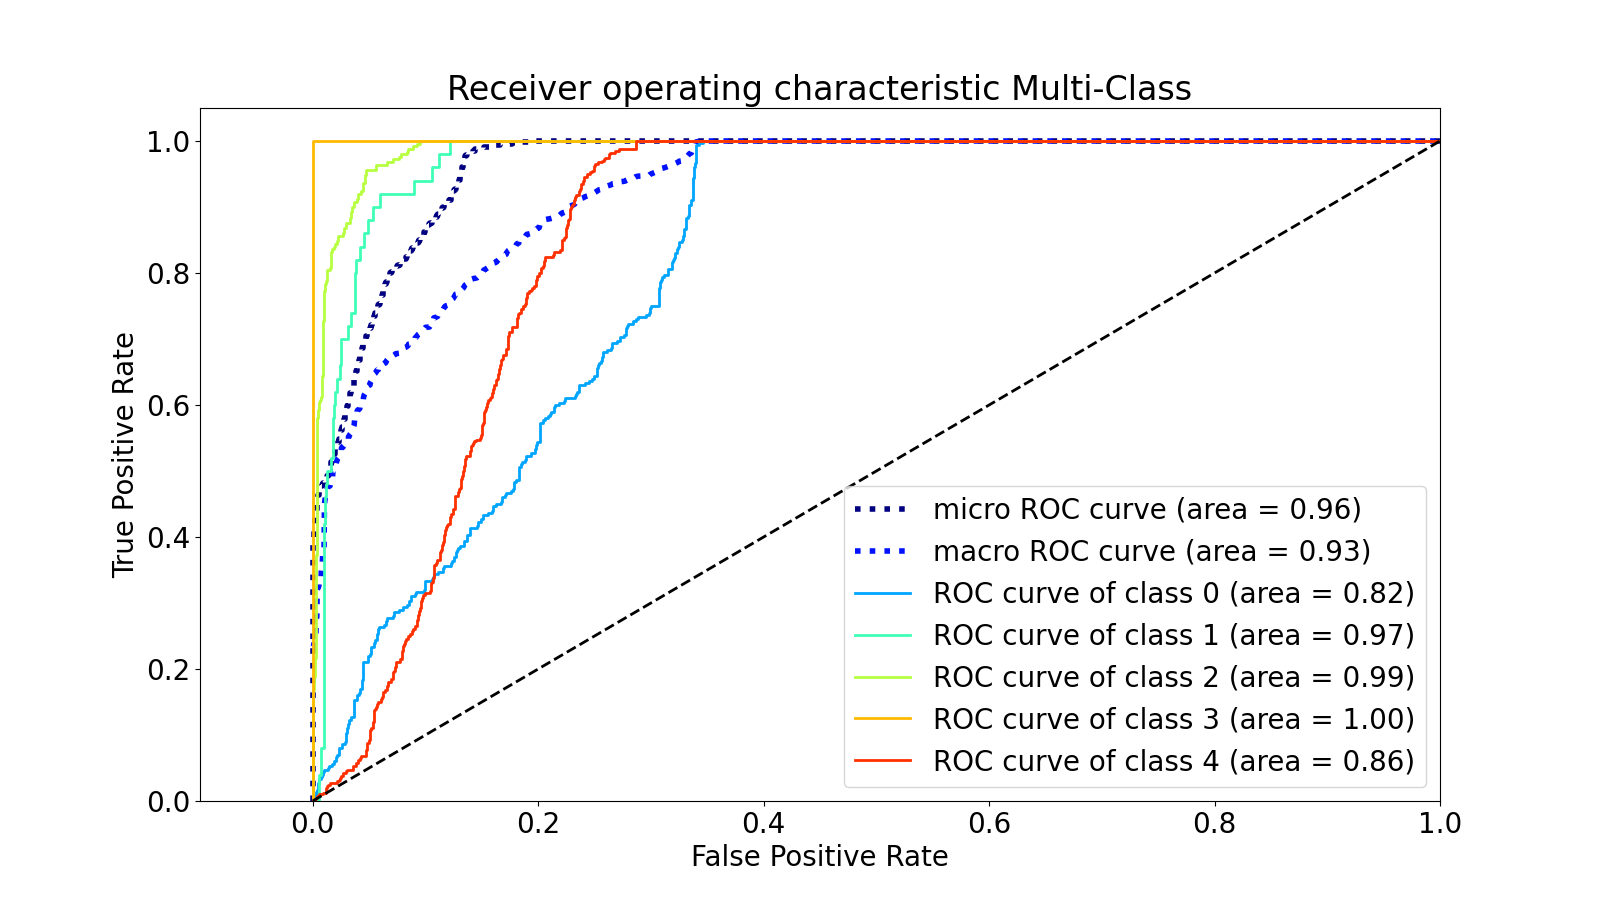 Receiver operating characteristic Multi-Class
1.0
0.8
0.6
0.4
0.2
0.0
True Positive Rate
micro ROC curve (area = 0.96)
macro ROC curve (area = 0.93)
ROC curve of class 0 (area = 0.82)
ROC curve of class 1 (area = 0.97)
ROC curve of class 2 (area = 0.99)
ROC curve of class 3 (area = 1.00)
ROC curve of class 4 (area = 0.86)
0.0 0.2 0.4 0.6 0.8 1.0
False Positive Rate